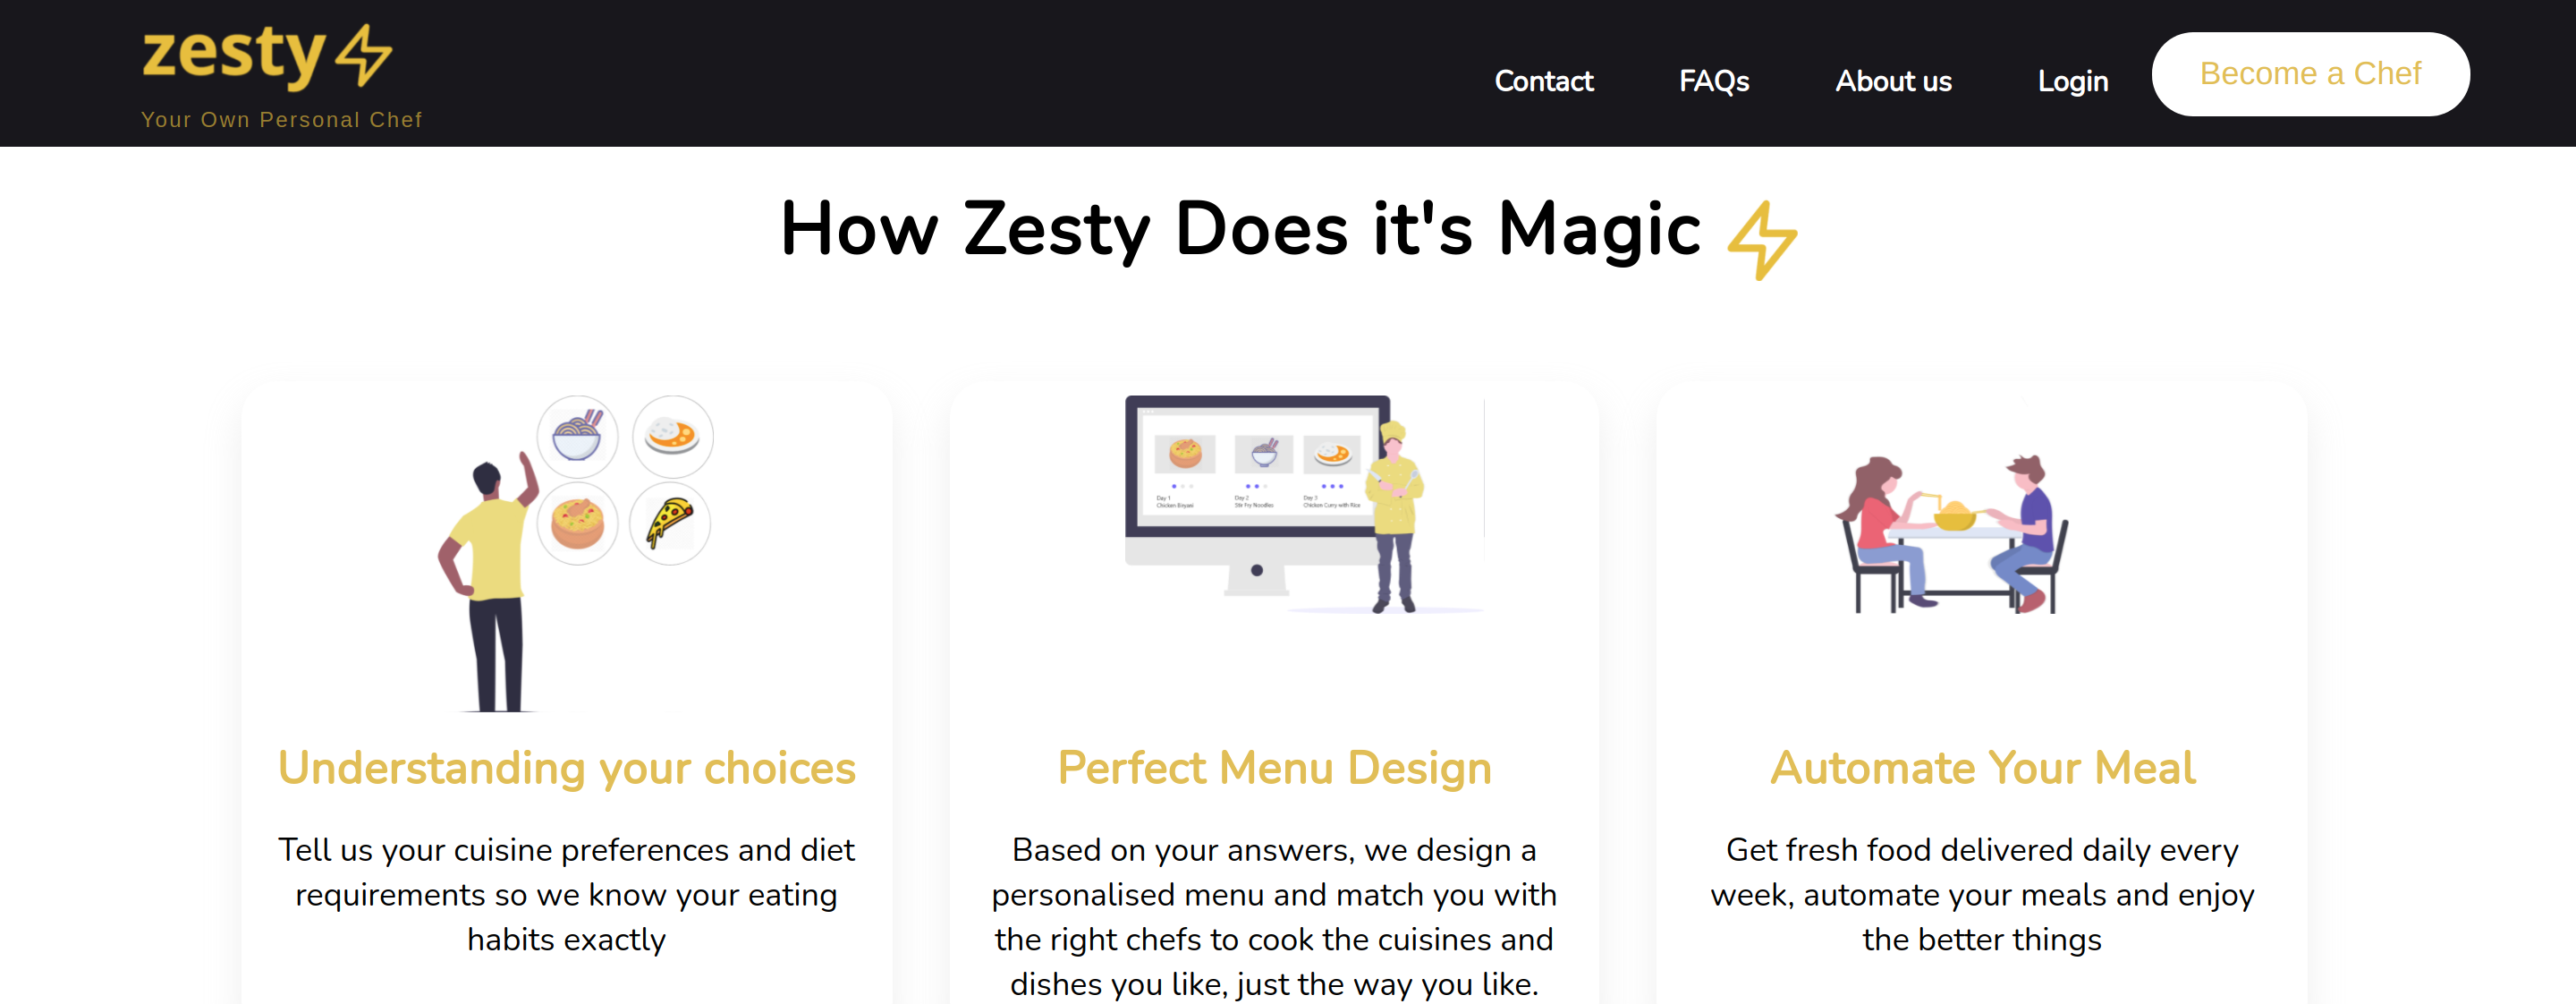 zesty
Your Own Personal Chef
Contact
FAQs
About us
Login
Become a Chef
How Zesty Does it's Magic
Day 1
Chicken Biryani
Day 2
Stir Fry Noodles
Day 3
Chicken Curry with Rice
Understanding your choices
Tell us your cuisine preferences and diet
requirements so we know your eating
habits exactly
Perfect Menu Design
Based on your answers, we design a
personalised menu and match you with
the right chefs to cook the cuisines and
dishes you like, just the way you like.
Automate Your Meal
Get fresh food delivered daily every
week, automate your meals and enjoy
the better things